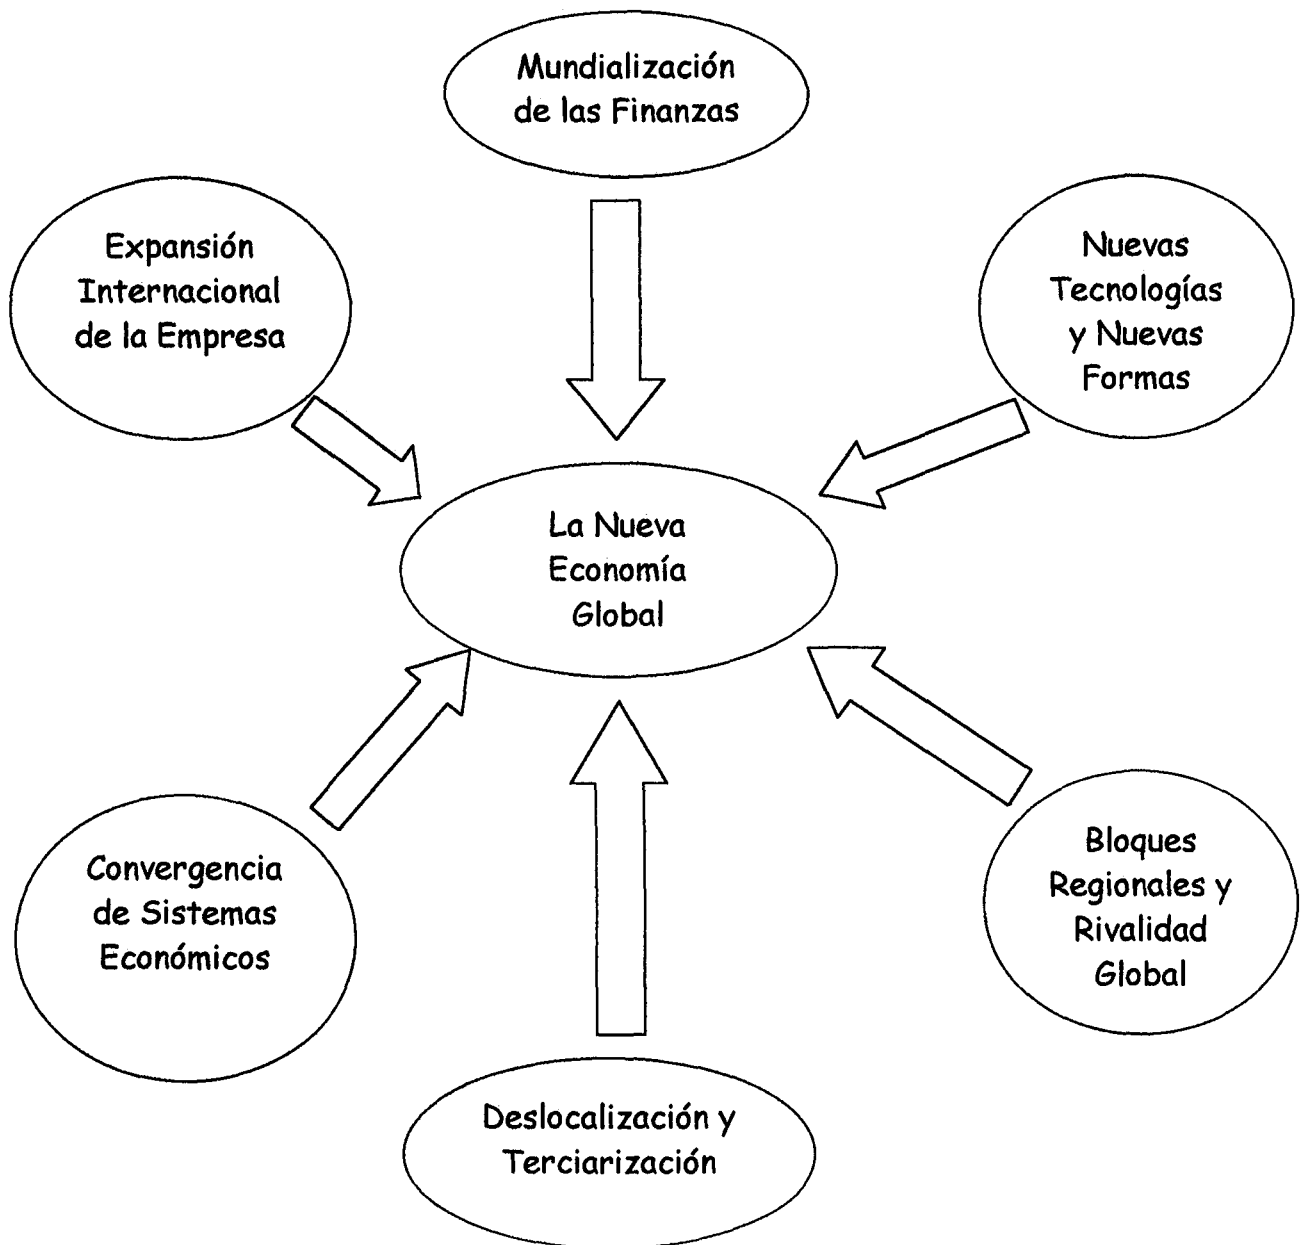 Mundialización
de las Finanzas
Expansión
Internacional
de la Empresa
Nuevas
Tecnologías
y Nuevas
Formas
La Nueva
Economía
Global
Convergencia
de Sistemas
Económicos
Bloques
Regionales y
Rivalidad
Global
Deslocalización y
Terciarización